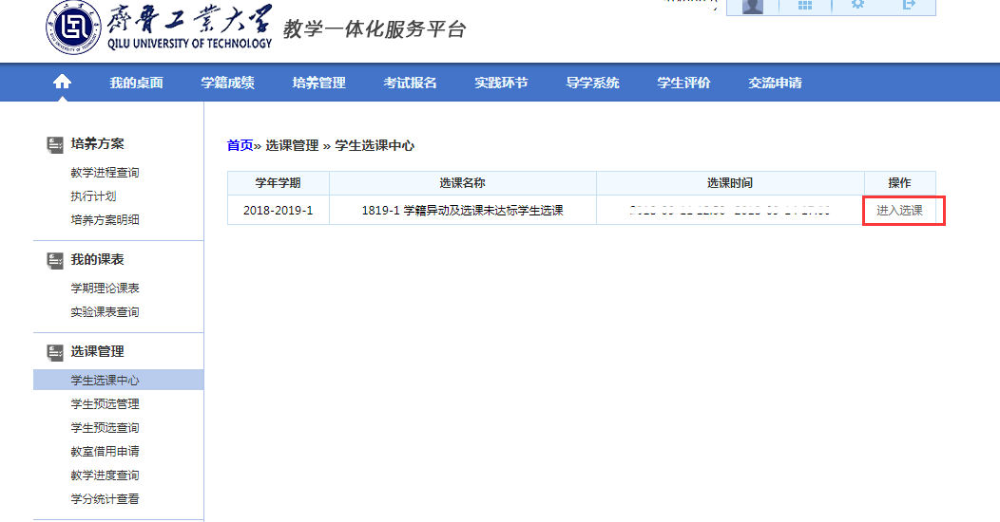 齊鲁工業大学
QILU UNIVERSITY OF TECHNOLOGY
教学一体化服务平台
我的桌面 学籍成绩 培养管理 考试报名 实践环节 导学系统 学生评价 交流申请
培养方案
教学进程查询
执行计划
培养方案明细
我的课表
学期理论课表
实验课表查询
选课管理
学生选课中心
学生预选管理
学生预选查询
教室借用申请
教学进度查询
学分统计查看
首页» 选课管理 » 学生选课中心
学年学期 选课名称 选课时间 操作
2018-2019-1 1819-1 学籍异动及选课未达标学生选课 进入选课